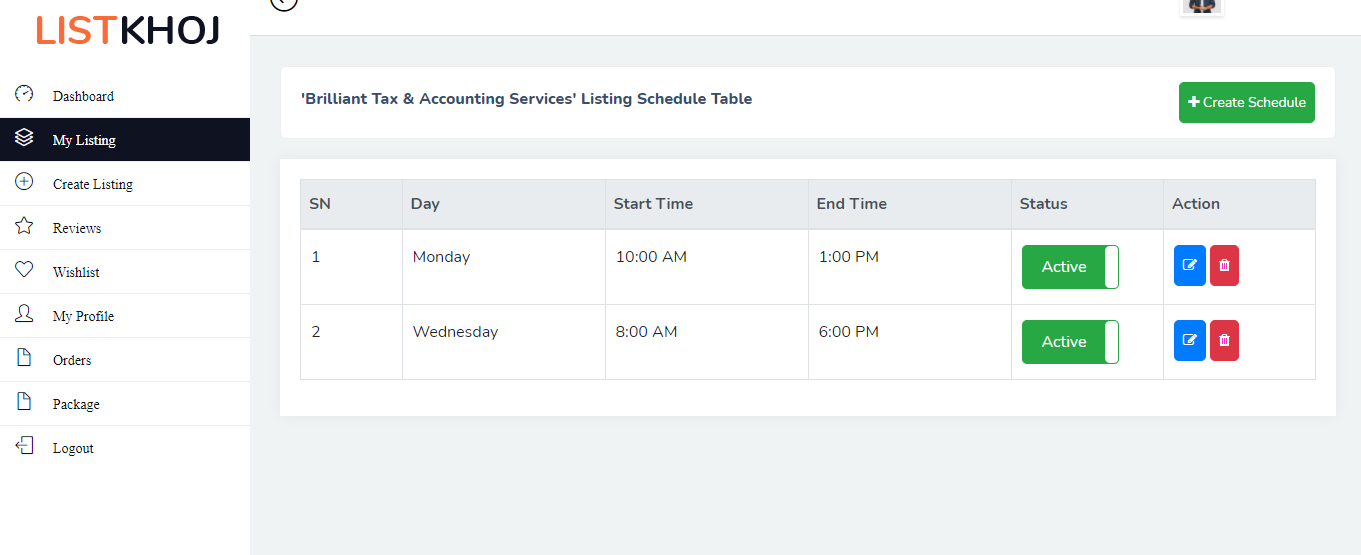 LISTKHOJ
Dashboard
My Listing
Create Listing
Reviews
Wishlist
My Profile
Orders
Package
Logout
'Brilliant Tax & Accounting Services' Listing Schedule Table
Create Schedule
SN Day Start Time End Time Status Action
1 Monday 10:00 AM 1:00 PM Active
2 Wednesday 8:00 AM 6:00 PM Active